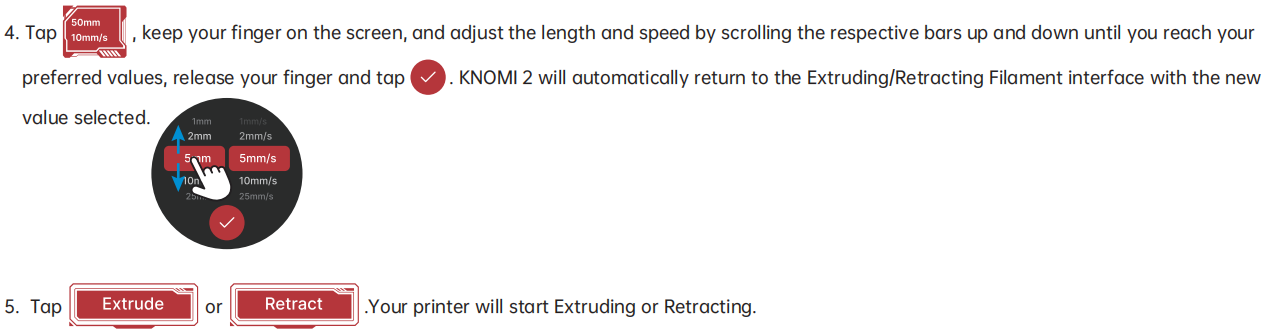 50mm
10mm/s
4. Tap , keep your finger on the screen, and adjust the length and speed by scrolling the respective bars up and down until you reach your
preferred values, release your finger and tap . KNOMI 2 will automatically return to the Extruding/Retracting Filament interface with the new
value selected.
1mm 1mm/s
2mm 2mm/s
5mm 5mm/s
10mm/s
25mm/s
5. Tap Extrude or Retract .Your printer will start Extruding or Retracting.